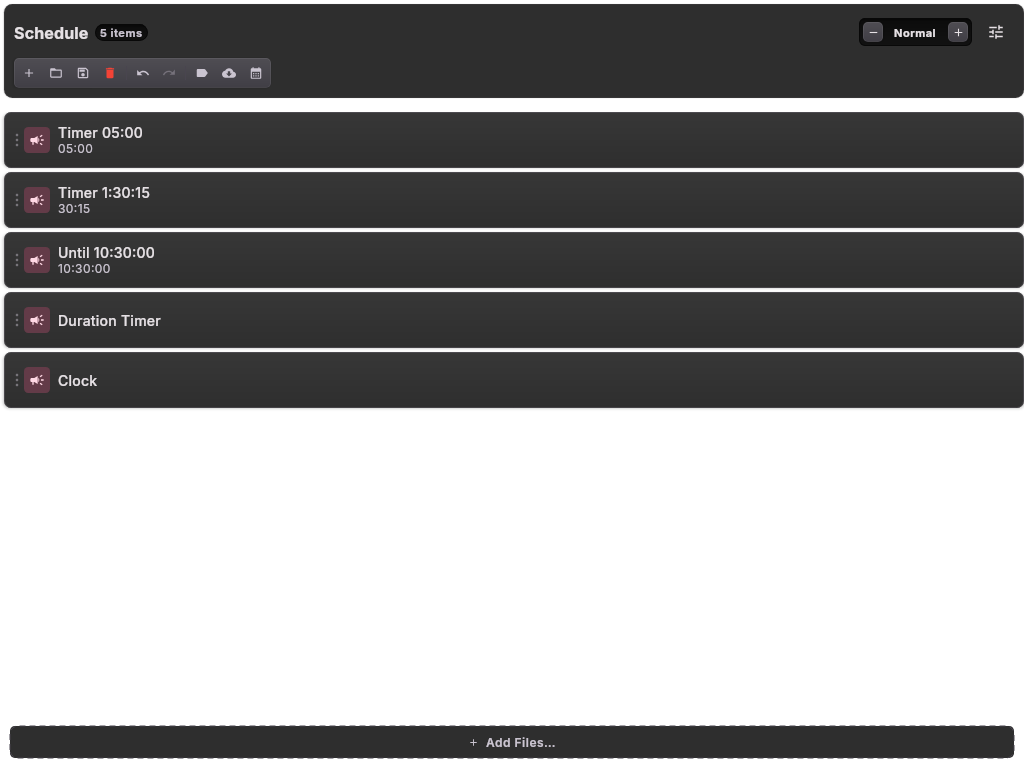 Schedule 5 items
Normal
Timer 05:00
05:00
Timer 1:30:15
30:15
Until 10:30:00
10:30:00
Duration Timer
Clock
Add Files...